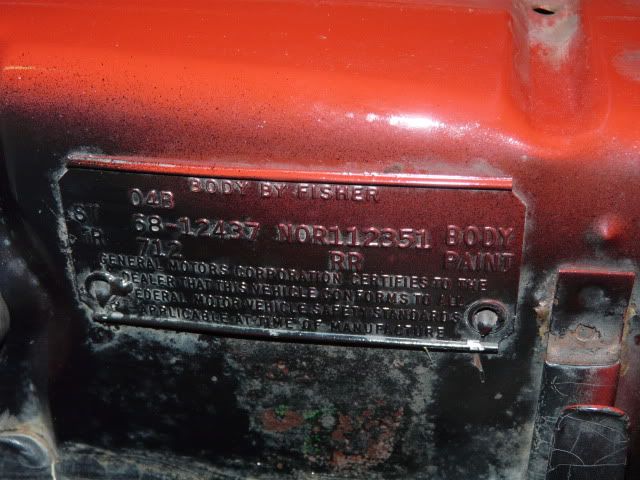 BODY BY FISHER
04B
ST 68-12437 NOR112351 BODY
TR 712 RR PAINT
GENERAL MOTORS CORPORATION CERTIFIES TO THE
DEALER THAT THIS VEHICLE CONFORMS TO ALL
FEDERAL MOTOR VEHICLE SAFETY STANDARDS
APPLICABLE AT TIME OF MANUFACTURE